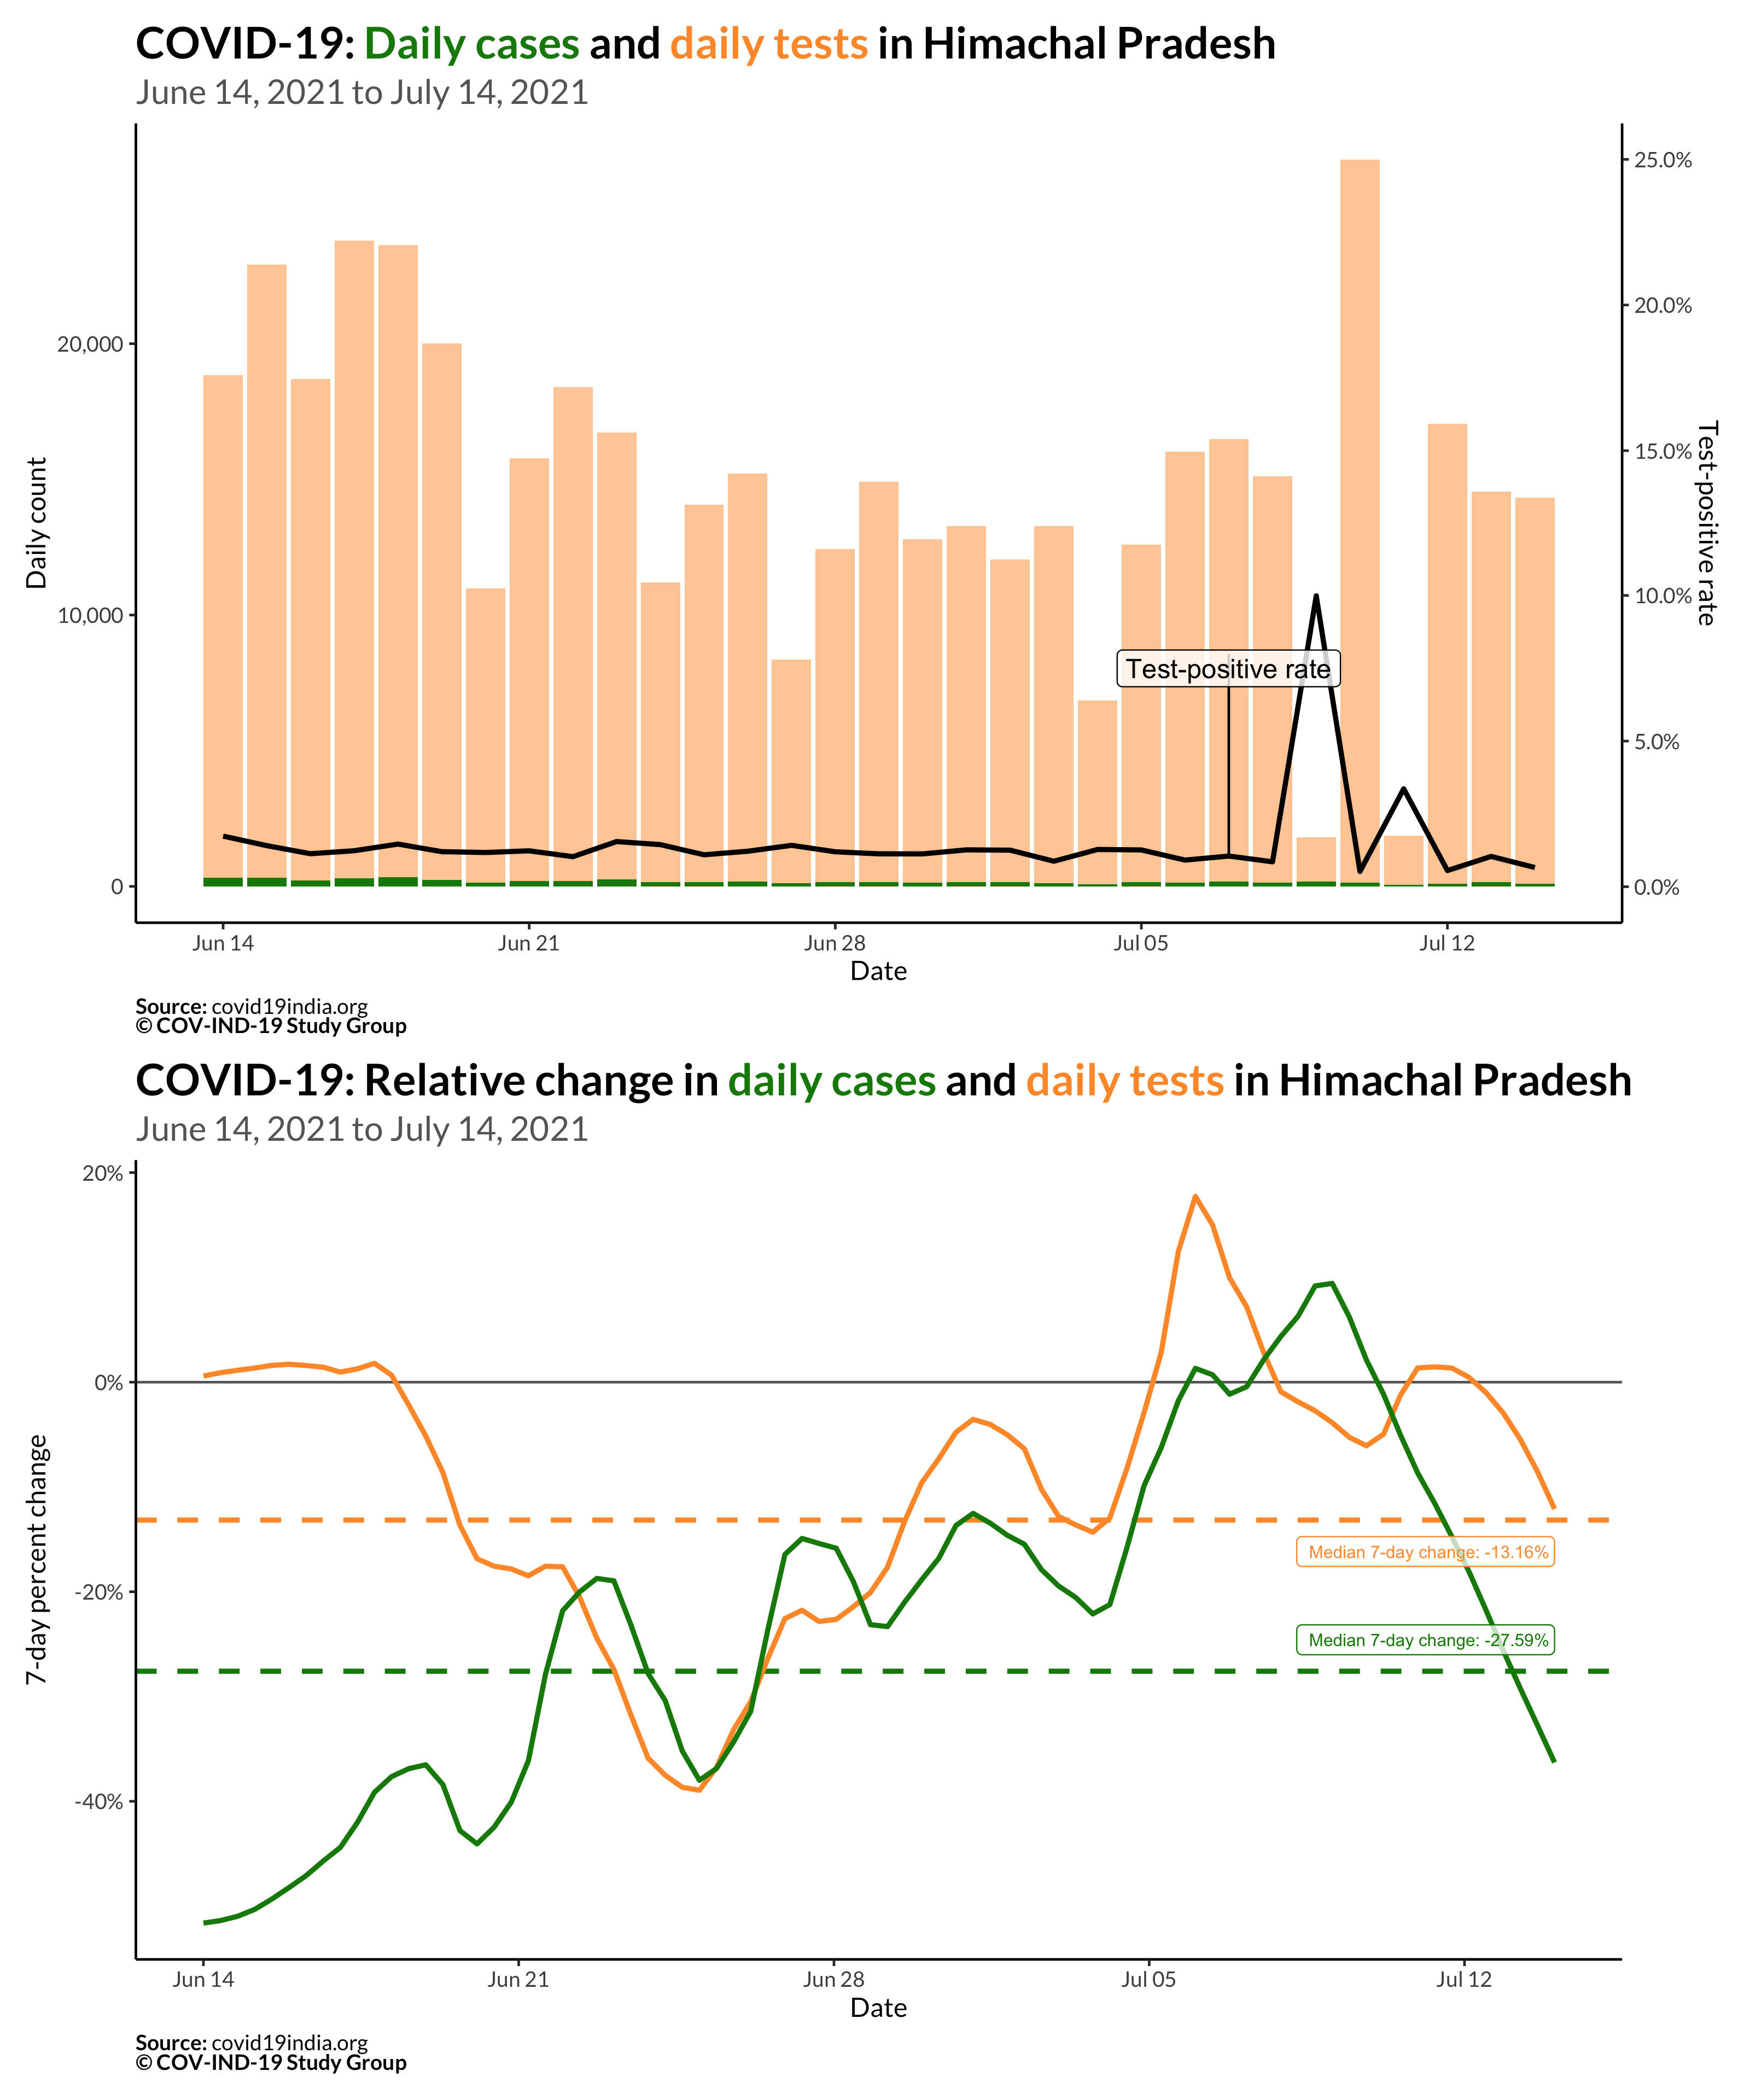 COVID-19: Daily cases and daily tests in Himachal Pradesh
June 14, 2021 to July 14, 2021
Daily count
20,000
10,000
0
25.0%
20.0%
15.0%
10.0%
5.0%
0.0%
Test-positive rate
Test-positive rate
Jun 14
Jun 21
Jun 28
Jul 05
Jul 12
Date
Source: covid19india.org
© COV-IND-19 Study Group
COVID-19: Relative change in daily cases and daily tests in Himachal Pradesh
June 14, 2021 to July 14, 2021
7-day percent change
20%
0%
-20%
-40%
Median 7-day change: -13.16%
Median 7-day change: -27.59%
Jun 14
Jun 21
Jun 28
Jul 05
Jul 12
Date
Source: covid19india.org
© COV-IND-19 Study Group